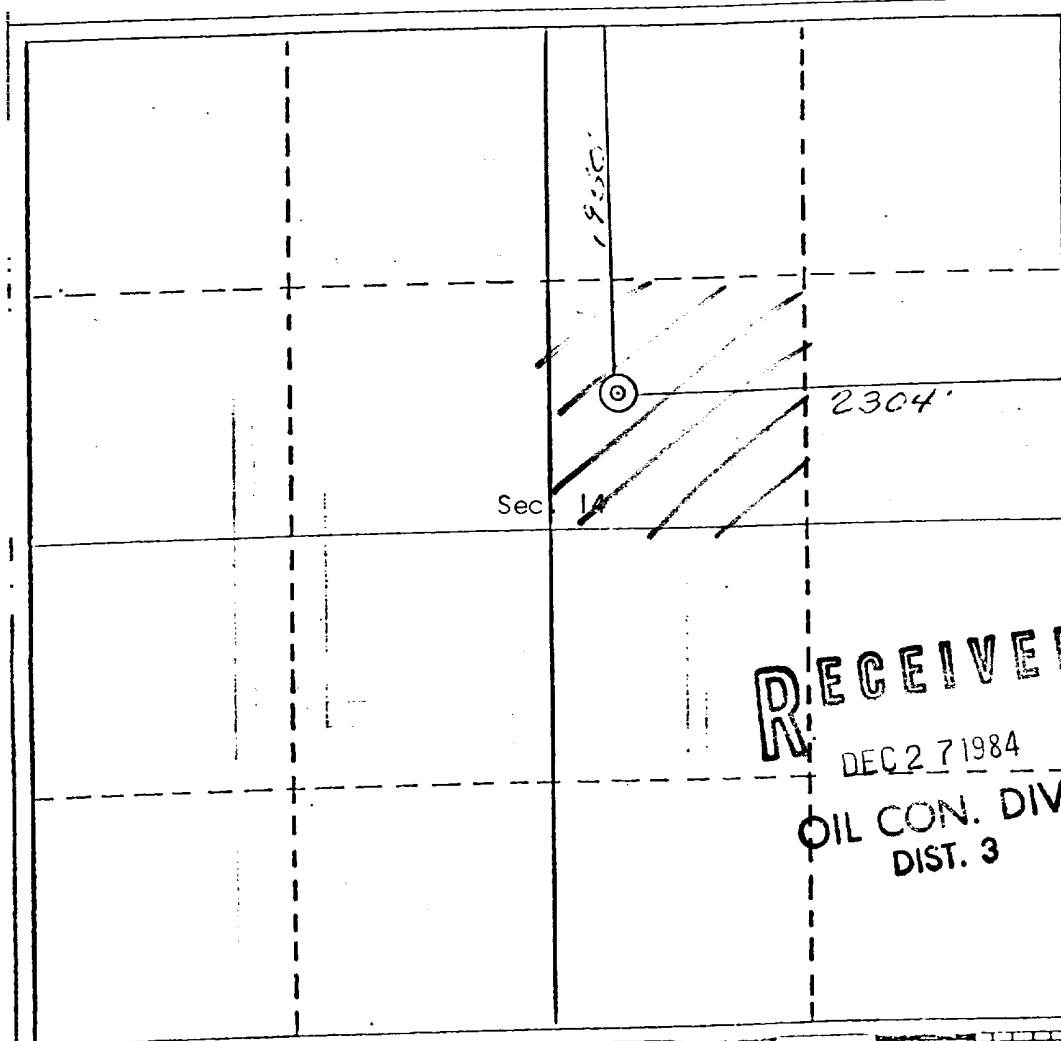 2304'
Sec. 14
RECEIVE
DEC 27 1984
OIL CON. DIV
DIST. 3